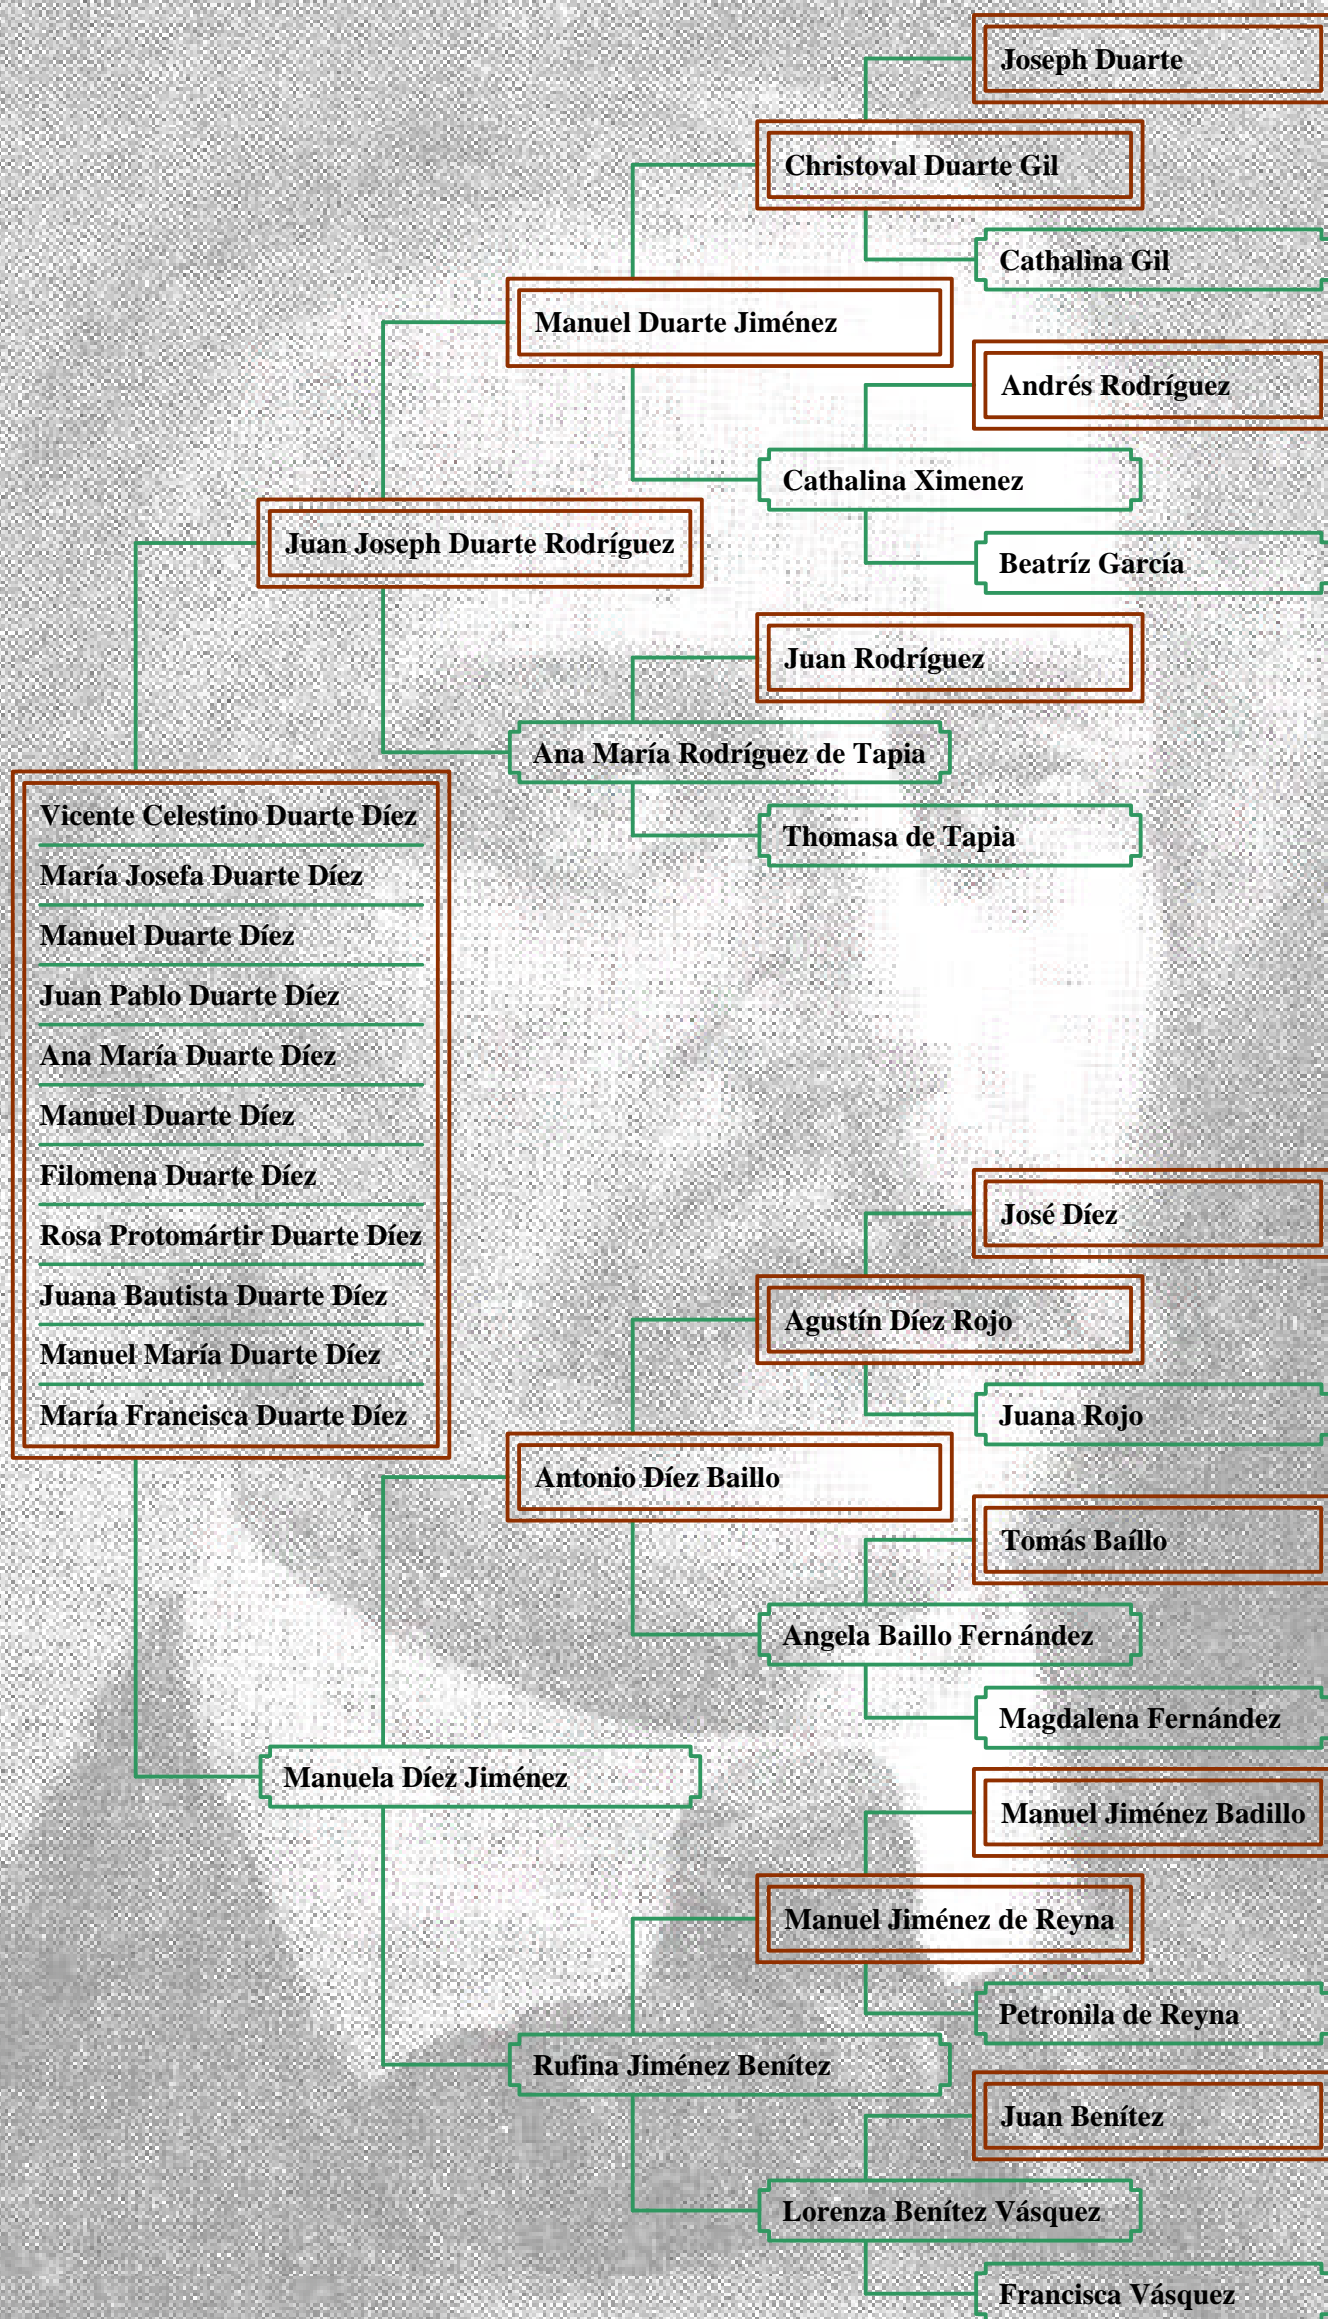 Joseph Duarte
Christoval Duarte Gil
Cathalina Gil
Manuel Duarte Jiménez
Andrés Rodríguez
Cathalina Ximenez
Juan Joseph Duarte Rodríguez
Beatríz García
Juan Rodríguez
Ana María Rodríguez de Tapia
Thomasa de Tapia
Vicente Celestino Duarte Díez
María Josefa Duarte Díez
Manuel Duarte Díez
Juan Pablo Duarte Díez
Ana María Duarte Díez
Manuel Duarte Díez
Filomena Duarte Díez
Rosa Protomártir Duarte Díez
Juana Bautista Duarte Díez
Manuel María Duarte Díez
María Francisca Duarte Díez
José Díez
Agustín Díez Rojo
Juana Rojo
Antonio Díez Baillo
Tomás Baíllo
Angela Baillo Fernández
Magdalena Fernández
Manuela Díez Jiménez
Manuel Jiménez Badillo
Manuel Jiménez de Reyna
Petronila de Reyna
Rufina Jiménez Benítez
Juan Benítez
Lorenza Benítez Vásquez
Francisca Vásquez